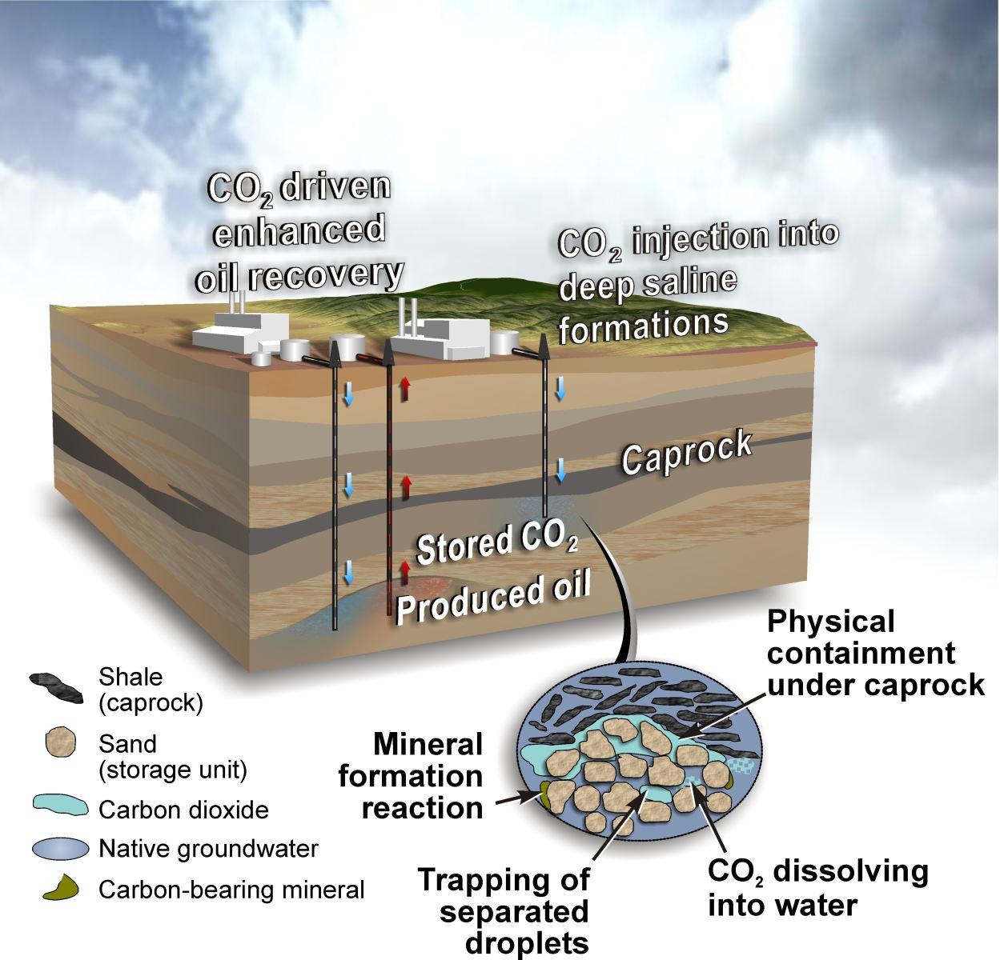 CO2 driven
enhanced
oil recovery
CO2 injection into
deep saline
formations
Caprock
Stored CO2
Produced oil
Physical
containment
under caprock
Shale
(caprock)
Sand
(storage unit)
Carbon dioxide
Native groundwater
Carbon-bearing mineral
Mineral
formation
reaction
Trapping of
separated
droplets
CO2 dissolving
into water